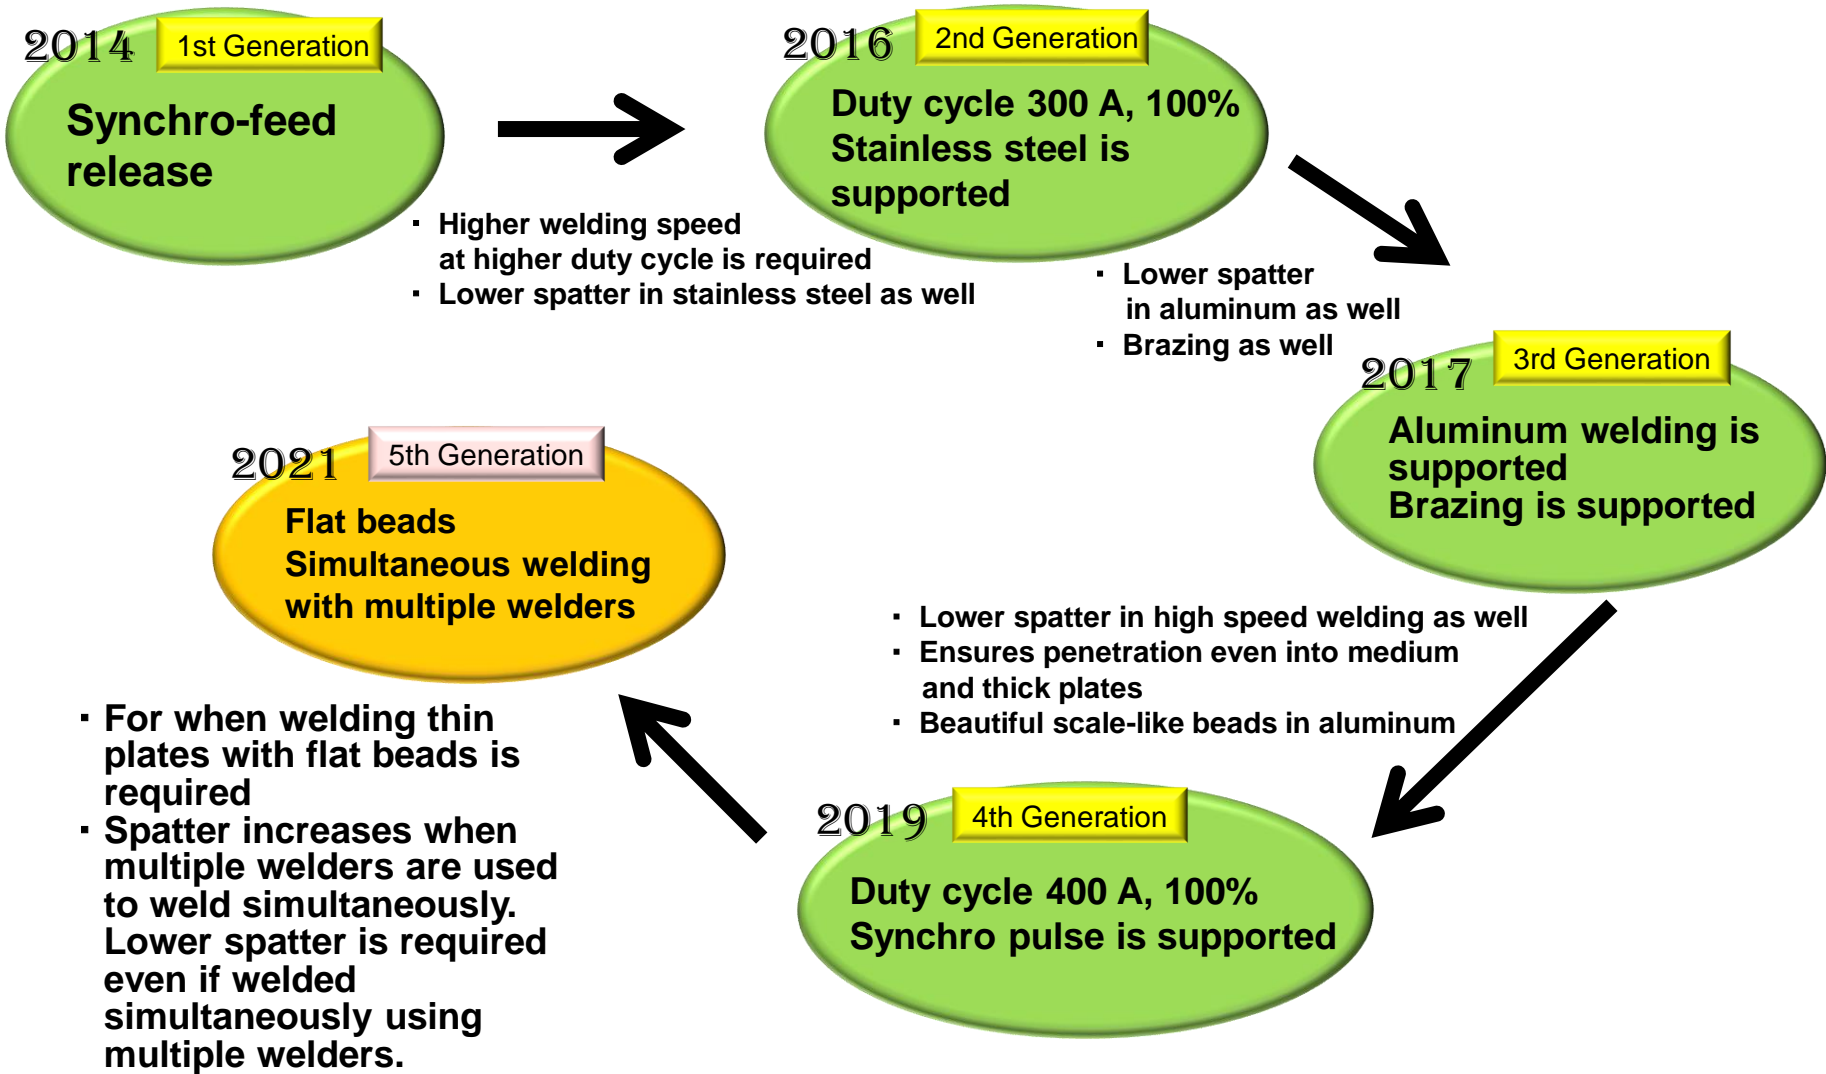 2014
1st Generation
Synchro-feed
release
・ Higher welding speed
at higher duty cycle is required
・ Lower spatter in stainless steel as well
2016
2nd Generation
Duty cycle 300 A, 100%
Stainless steel is
supported
・ Lower spatter
in aluminum as well
・ Brazing as well
2017
3rd Generation
Aluminum welding is
supported
Brazing is supported
・ Lower spatter in high speed welding as well
・ Ensures penetration even into medium
and thick plates
・ Beautiful scale-like beads in aluminum
2019
4th Generation
Duty cycle 400 A, 100%
Synchro pulse is supported
2021
5th Generation
Flat beads
Simultaneous welding
with multiple welders
・ For when welding thin
plates with flat beads is
required
・ Spatter increases when
multiple welders are used
to weld simultaneously.
Lower spatter is required
even if welded
simultaneously using
multiple welders.